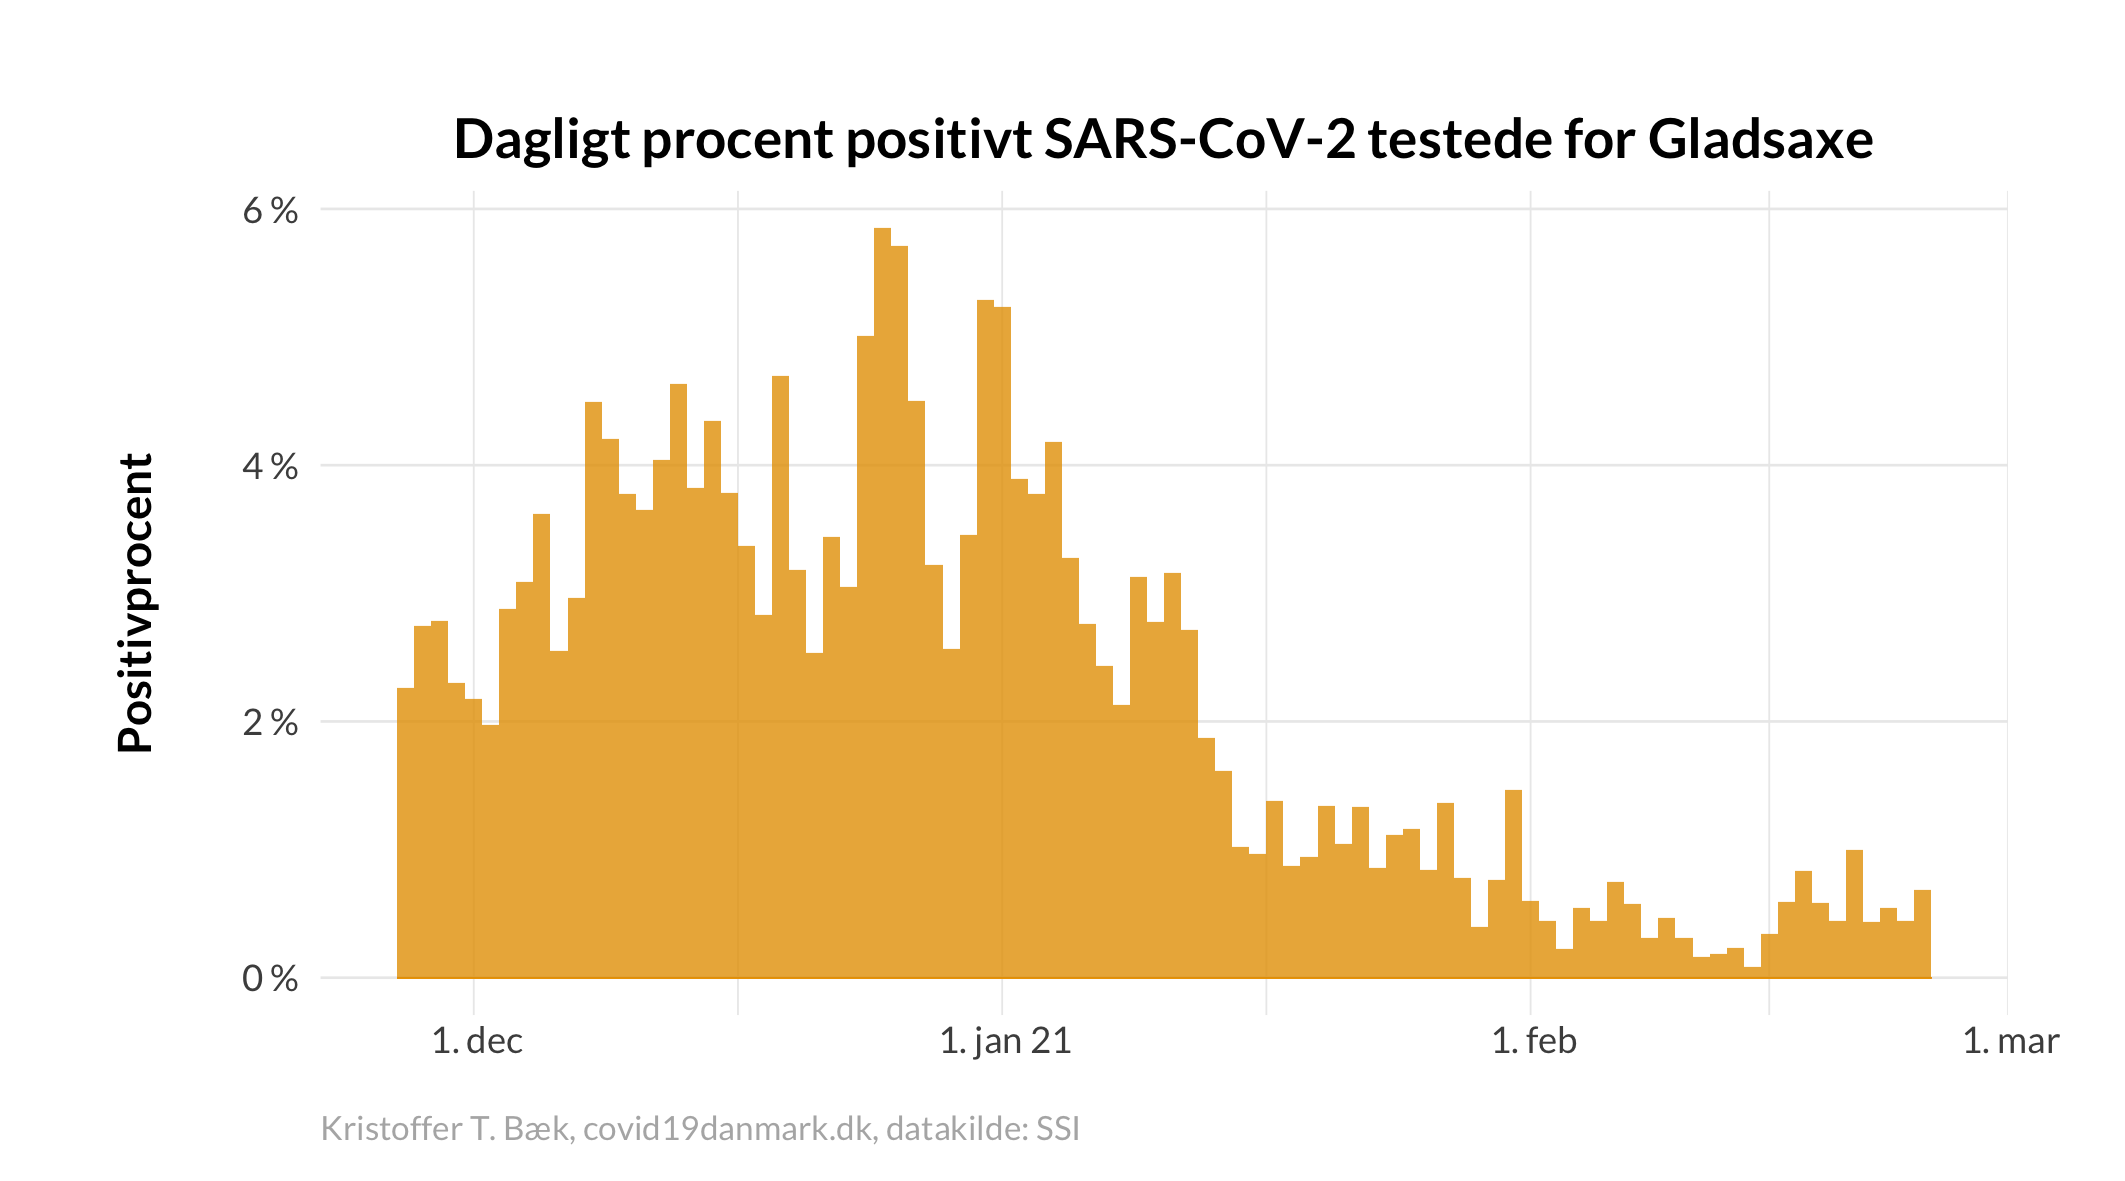 Dagligt procent positivt SARS-CoV-2 testede for Gladsaxe
Positivprocent
6 %
4 %
2 %
0 %
1. dec
1. jan 21
1. feb
1. mar
Kristoffer T. Bæk, covid19danmark.dk, datakilde: SSI